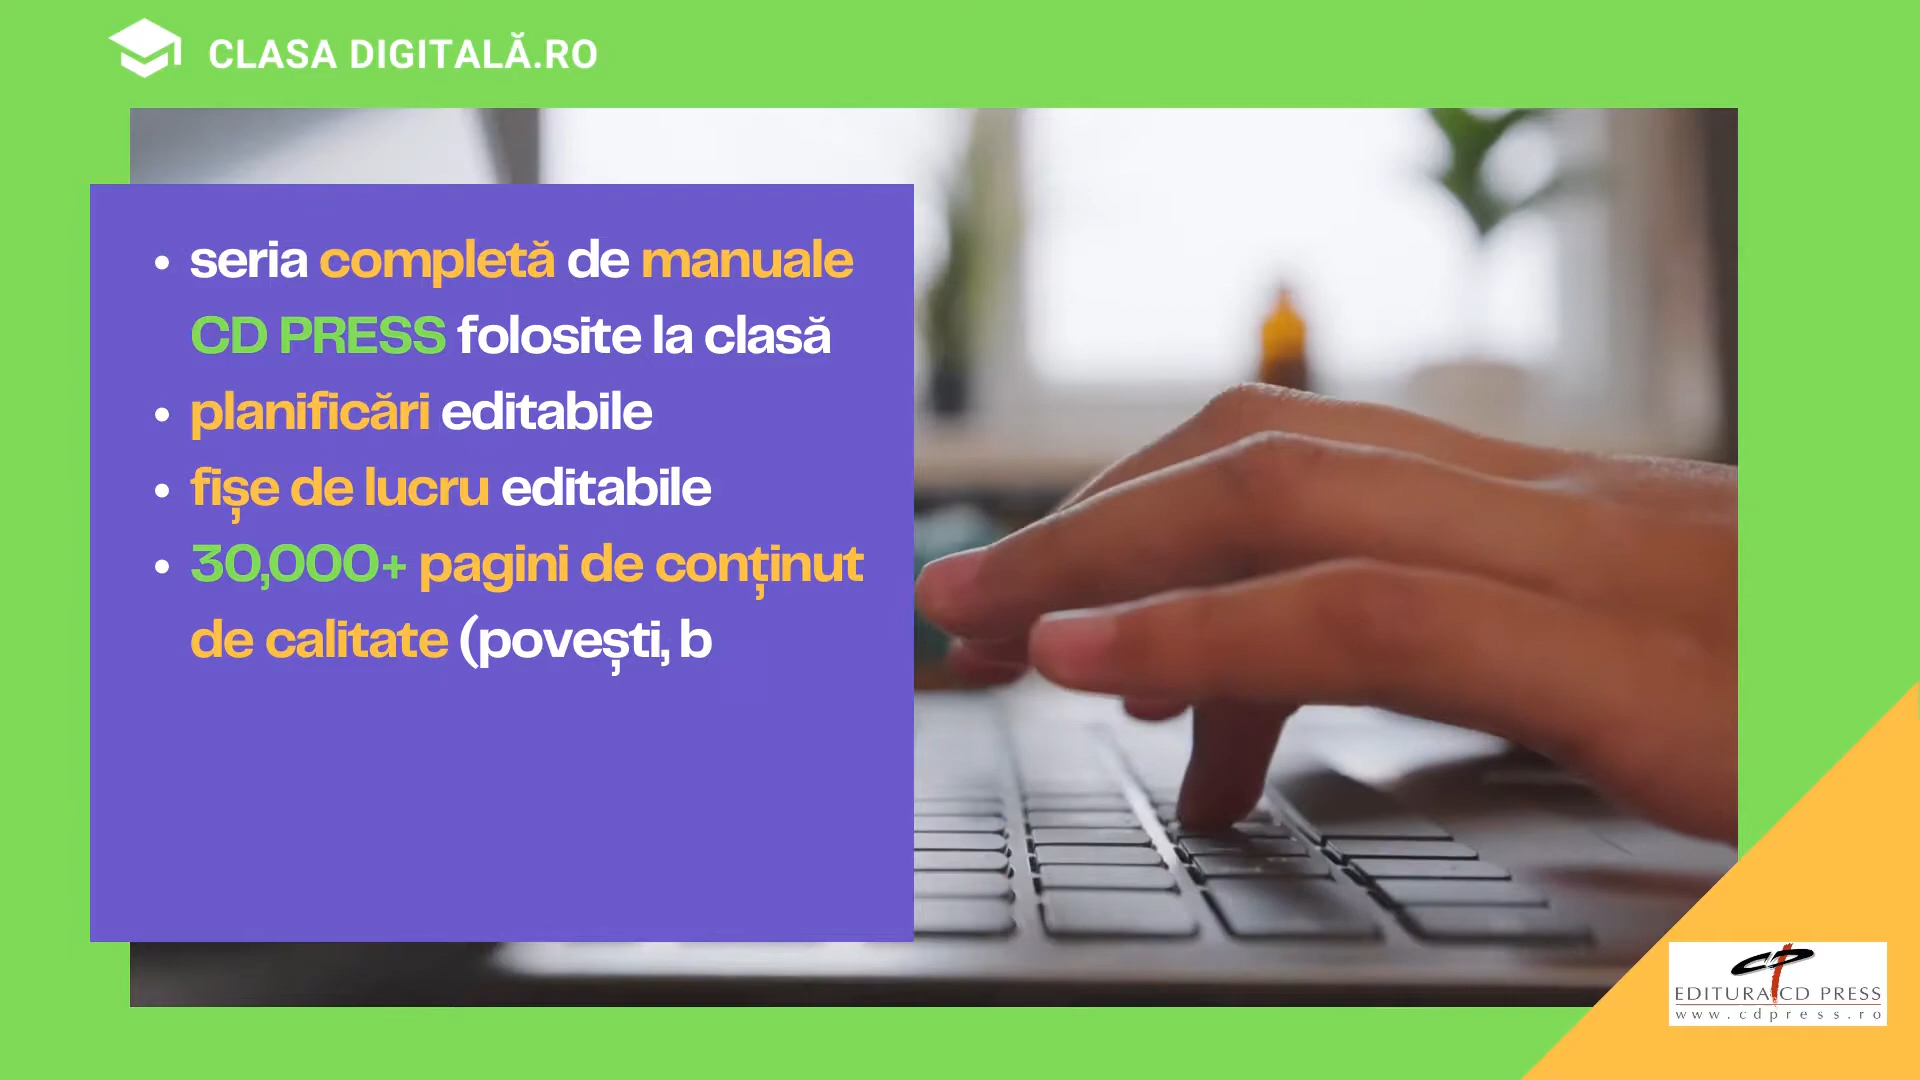 CLASA DIGITALĂ.RO
• seria completă de manuale
CD PRESS folosite la clasă
• planificări editabile
• fișe de lucru editabile
• 30,000+ pagini de conținut
de calitate (povești, b
EDITURA CD PRESS
www.cdpress.ro